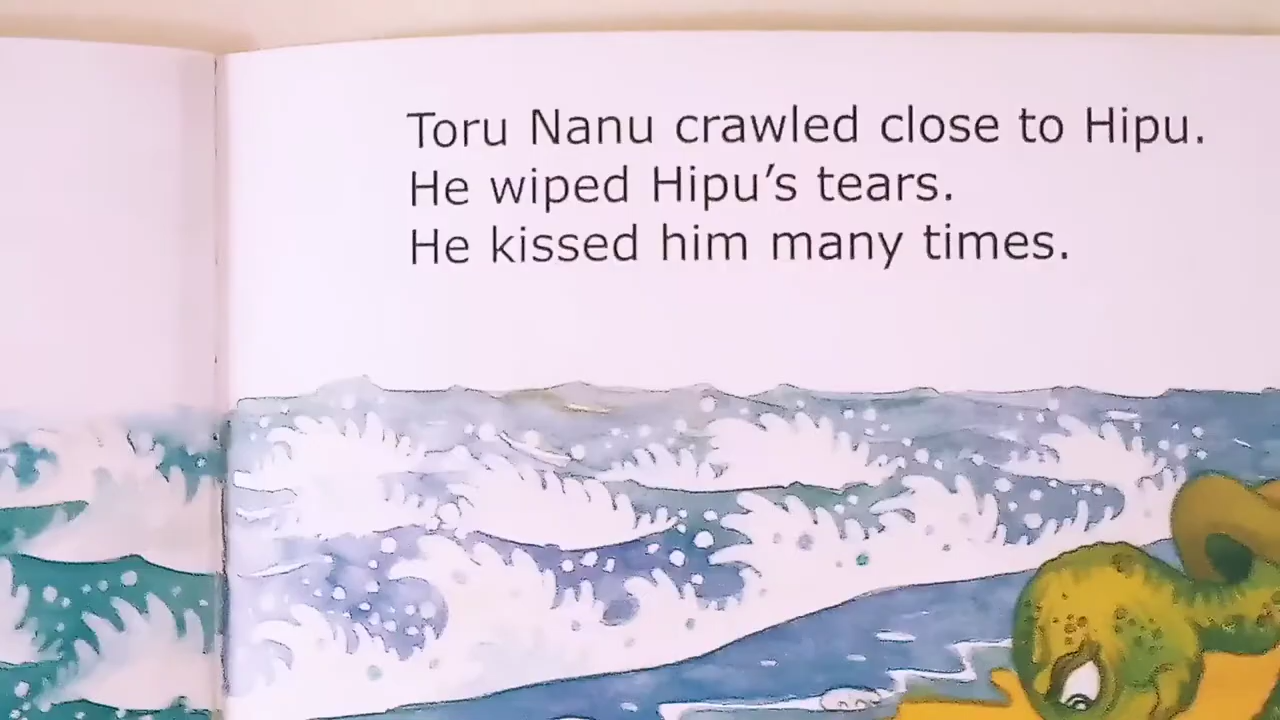 Toru Nanu crawled close to Hipu.
He wiped Hipu’s tears.
He kissed him many times.